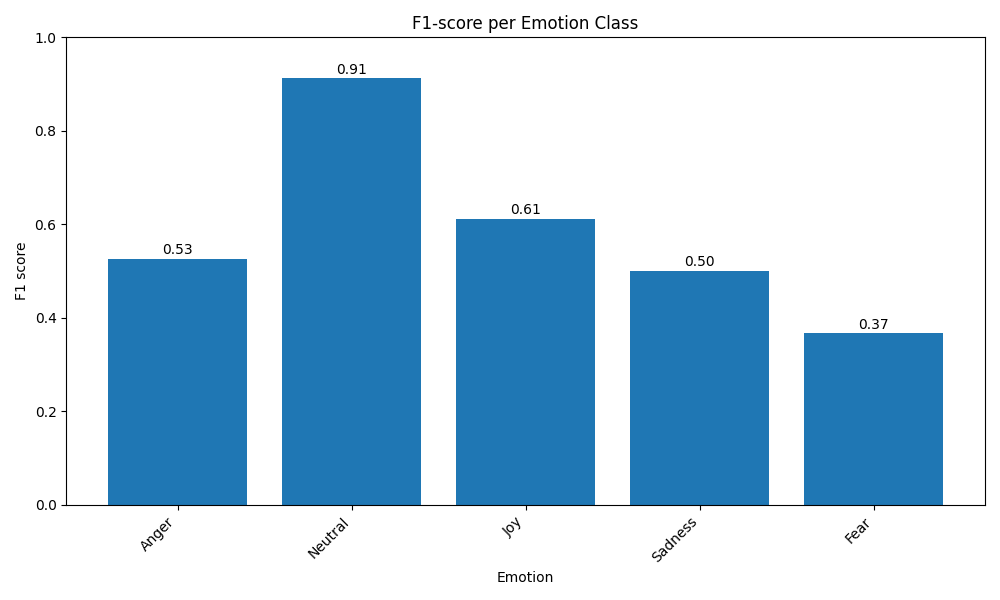 F1-score per Emotion Class
1.0
0.8
0.6
0.4
0.2
0.0
F1 score
0.53
0.91
0.61
0.50
0.37
Anger
Neutral
Joy
Sadness
Fear
Emotion